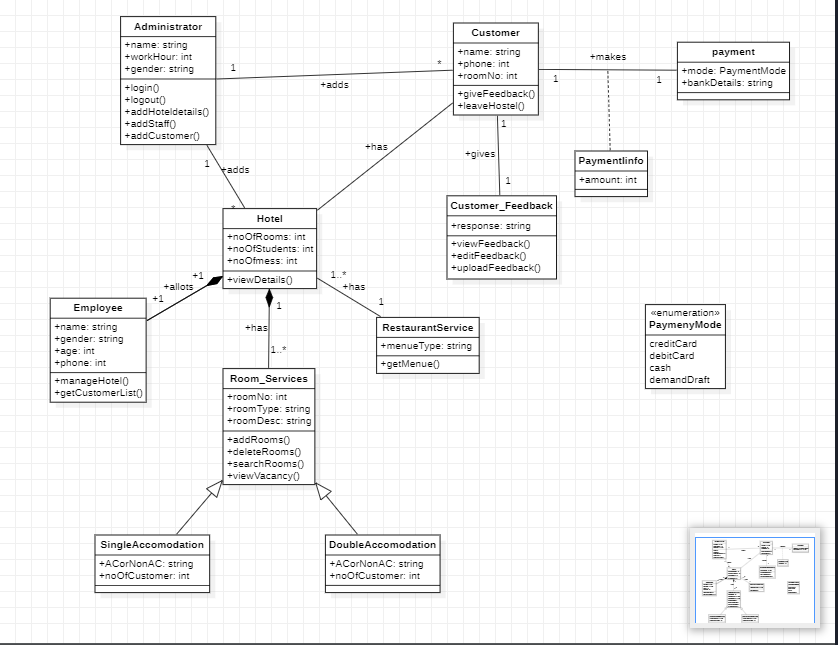 Administrator
+name: string
+workHour: int
+gender: string
+login()
+logout()
+addHoteldetails()
+addStaff()
+addCustomer()
1
*
+adds
Customer
+name: string
+phone: int
+roomNo: int
+giveFeedback()
+leaveHostel()
+makes
1
1
payment
+mode: PaymentMode
+bankDetails: string
PaymentInfo
+amount: int
1
+gives
1
Customer_Feedback
+response: string
+viewFeedback()
+editFeedback()
+uploadFeedback()
+has
1
+adds
*
Hotel
+noOfRooms: int
+noOfStudents: int
+noOfmess: int
+viewDetails()
+1
+allots
+1
Employee
+name: string
+gender: string
+age: int
+phone: int
+manageHotel()
+getCustomerList()
1
+has
1..*
1..*
+has
1
RestaurantService
+menueType: string
+getMenue()
«enumeration»
PaymenyMode
creditCard
debitCard
cash
demandDraft
Room_Services
+roomNo: int
+roomType: string
+roomDesc: string
+addRooms()
+deleteRooms()
+searchRooms()
+viewVacancy()
SingleAccomodation
+ACorNonAC: string
+noOfCustomer: int
DoubleAccomodation
+ACorNonAC: string
+noOfCustomer: int